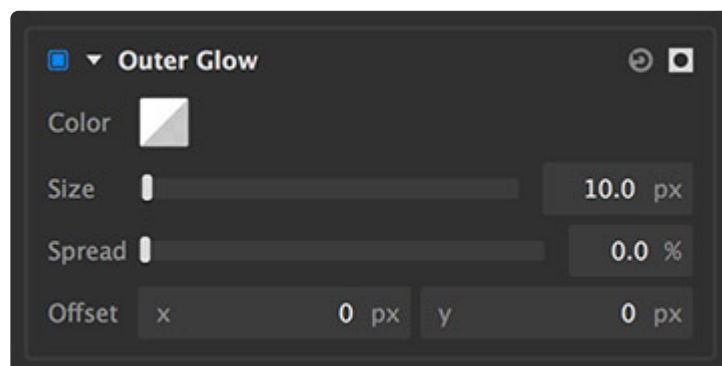 Outer Glow
Color
Size 10.0 px
Spread 0.0 %
Offset x 0 px y 0 px